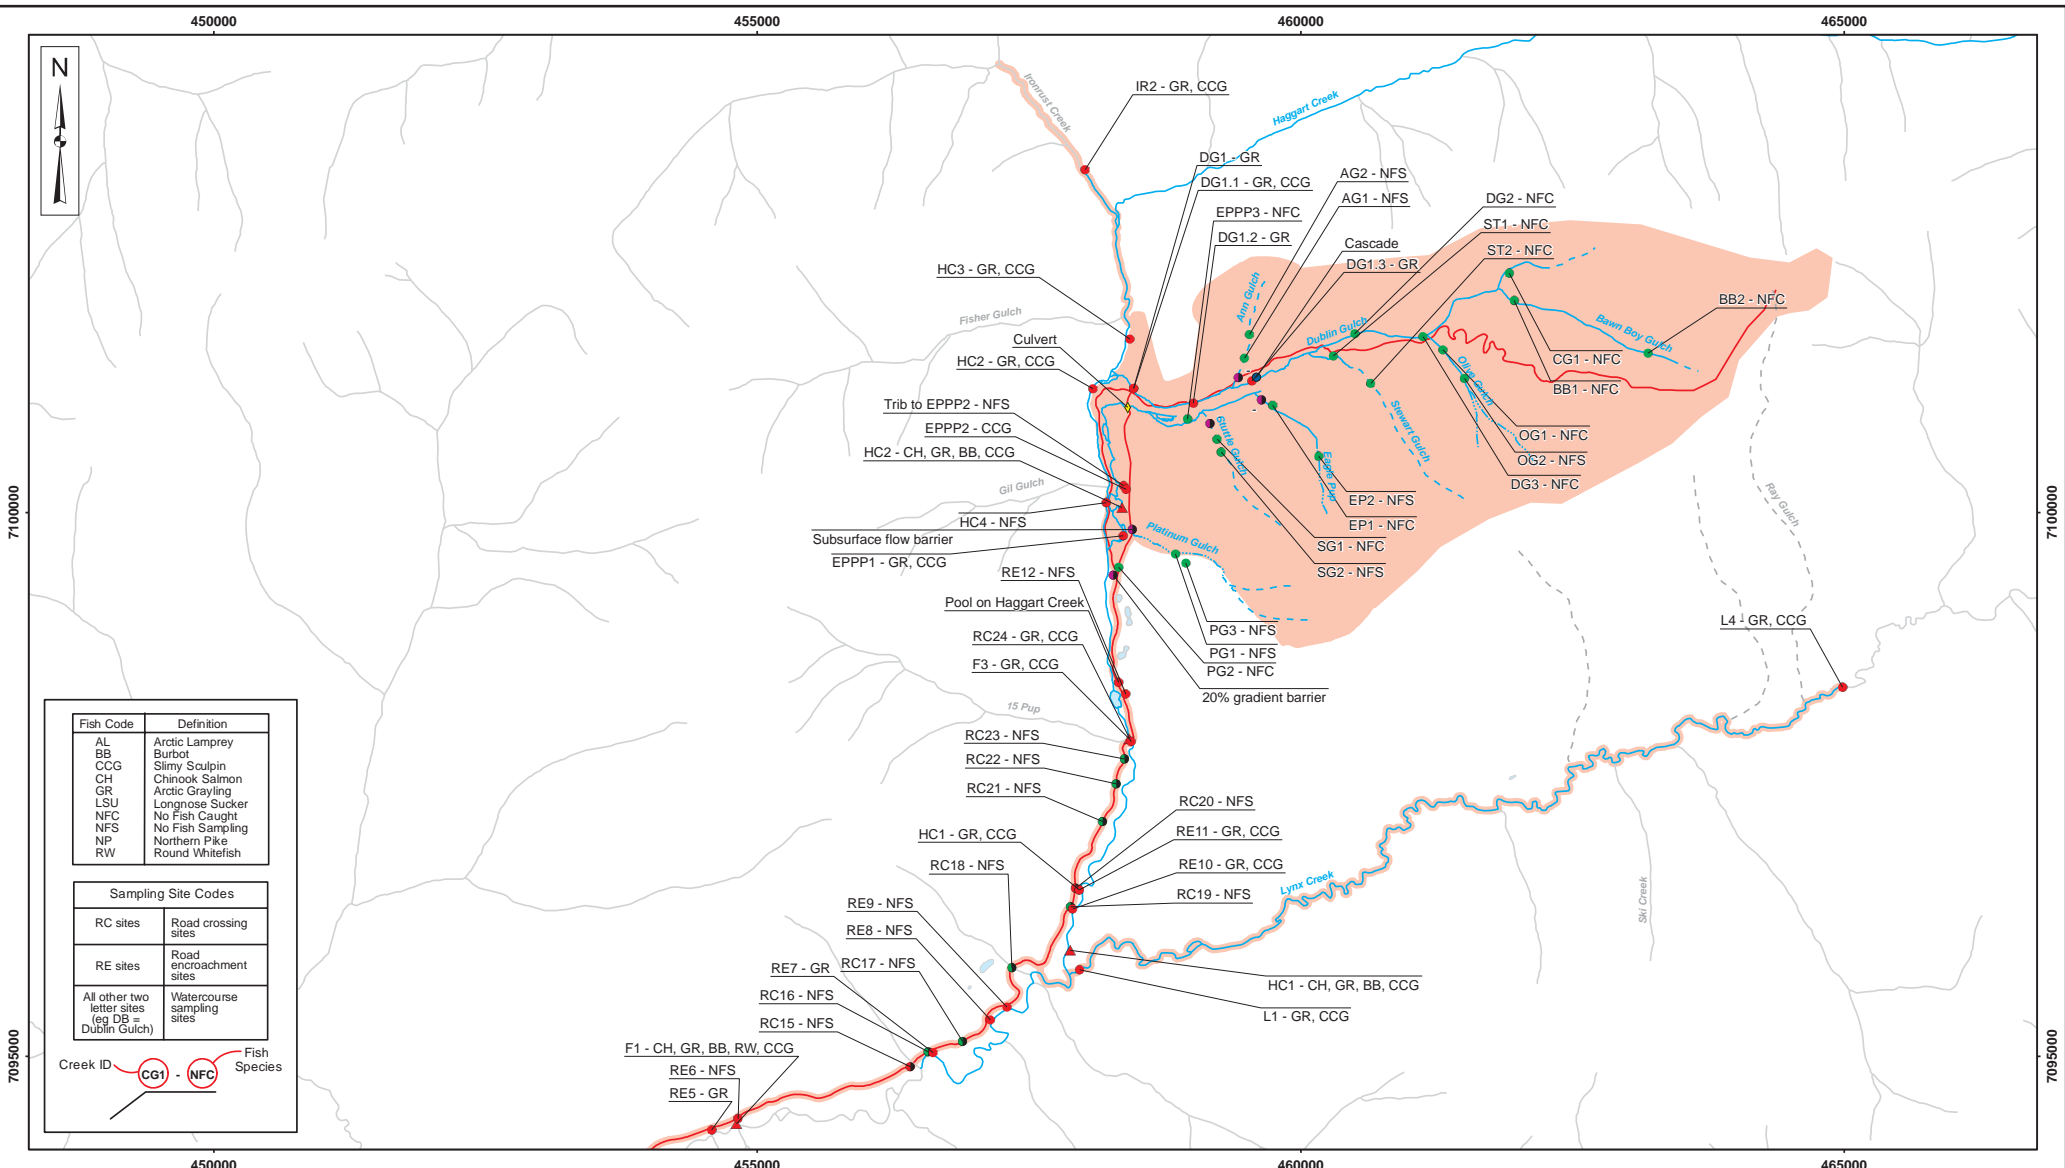 450000
455000
460000
465000
N
Ironrust Creek
IR2 - GR, CCG
Haggart Creek
DG1 - GR
AG2 - NFS
DG1.1 - GR, CCG
AG1 - NFS
DG2 - NFC
EPPP3 - NFC
ST1 - NFC
DG1.2 - GR
Cascade
ST2 - NFC
DG1.3 - GR
HC3 - GR, CCG
Ann Gulch
BB2 - NFC
Fisher Gulch
Dublin Gulch
Bawn Boy Gulch
Culvert
HC2 - GR, CCG
CG1 - NFC
Olive Gulch
BB1 - NFC
Trib to EPPP2 - NFS
EPPP2 - CCG
Stuttle Gulch
Stewart Gulch
OG1 - NFC
HC2 - CH, GR, BB, CCG
OG2 - NFS
Eagle Pup
DG3 - NFC
Gil Gulch
EP2 - NFS
Ray Gulch
7100000
7100000
HC4 - NFS
EP1 - NFC
Subsurface flow barrier
Platinum Gulch
SG1 - NFC
EPPP1 - GR, CCG
SG2 - NFS
RE12 - NFS
Pool on Haggart Creek
PG3 - NFS
L4 - GR, CCG
RC24 - GR, CCG
PG1 - NFS
F3 - GR, CCG
PG2 - NFC
20% gradient barrier
15 Pup
RC23 - NFS
RC22 - NFS
RC21 - NFS
RC20 - NFS
HC1 - GR, CCG
RE11 - GR, CCG
RC18 - NFS
RE10 - GR, CCG
Lynx Creek
RC19 - NFS
Ski Creek
RE9 - NFS
RE8 - NFS
RE7 - GR
RC17 - NFS
HC1 - CH, GR, BB, CCG
RC16 - NFS
L1 - GR, CCG
RC15 - NFS
F1 - CH, GR, BB, RW, CCG
RE6 - NFS
RE5 - GR
7095000
7095000
Fish Code Definition
AL Arctic Lamprey
BB Burbot
CCG Slimy Sculpin
CH Chinook Salmon
GR Arctic Grayling
LSU Longnose Sucker
NFC No Fish Caught
NFS No Fish Sampling
NP Northern Pike
RW Round Whitefish
Sampling Site Codes
RC sites Road crossing
sites
RE sites Road
encroachment
sites
All other two Watercourse
letter sites sampling
(eg DB = sites
Dublin Gulch)
Creek ID CG1 - NFC Fish
Species
450000
455000
460000
465000